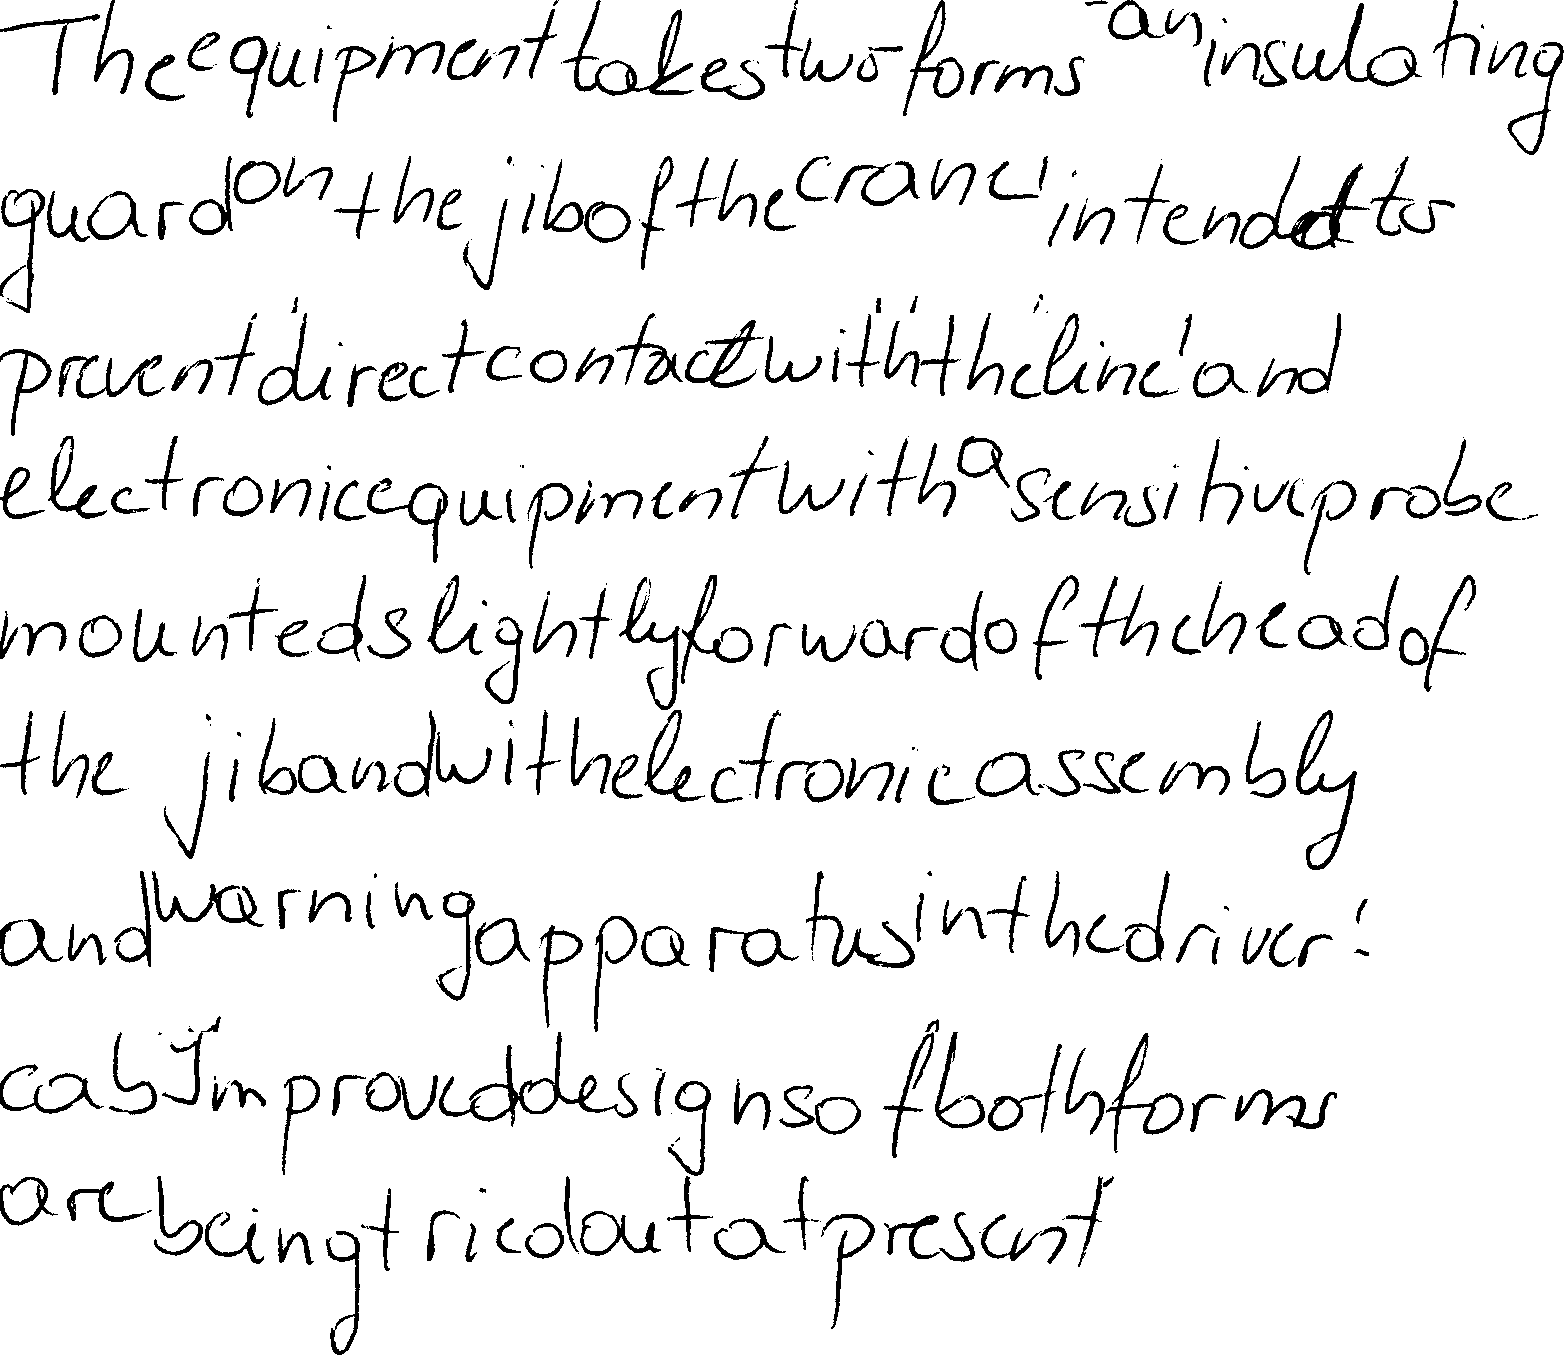 The equipment takes two forms - an insulating
guard on the jib of the crane, intended to
prevent direct contact with the line, and
electronic equipment with a sensitive probe
mounted slightly forward of the head of
the jib and with electronic assembly
and warning apparatus in the driver's
cab. Improved designs of both forms
are being tried out at present